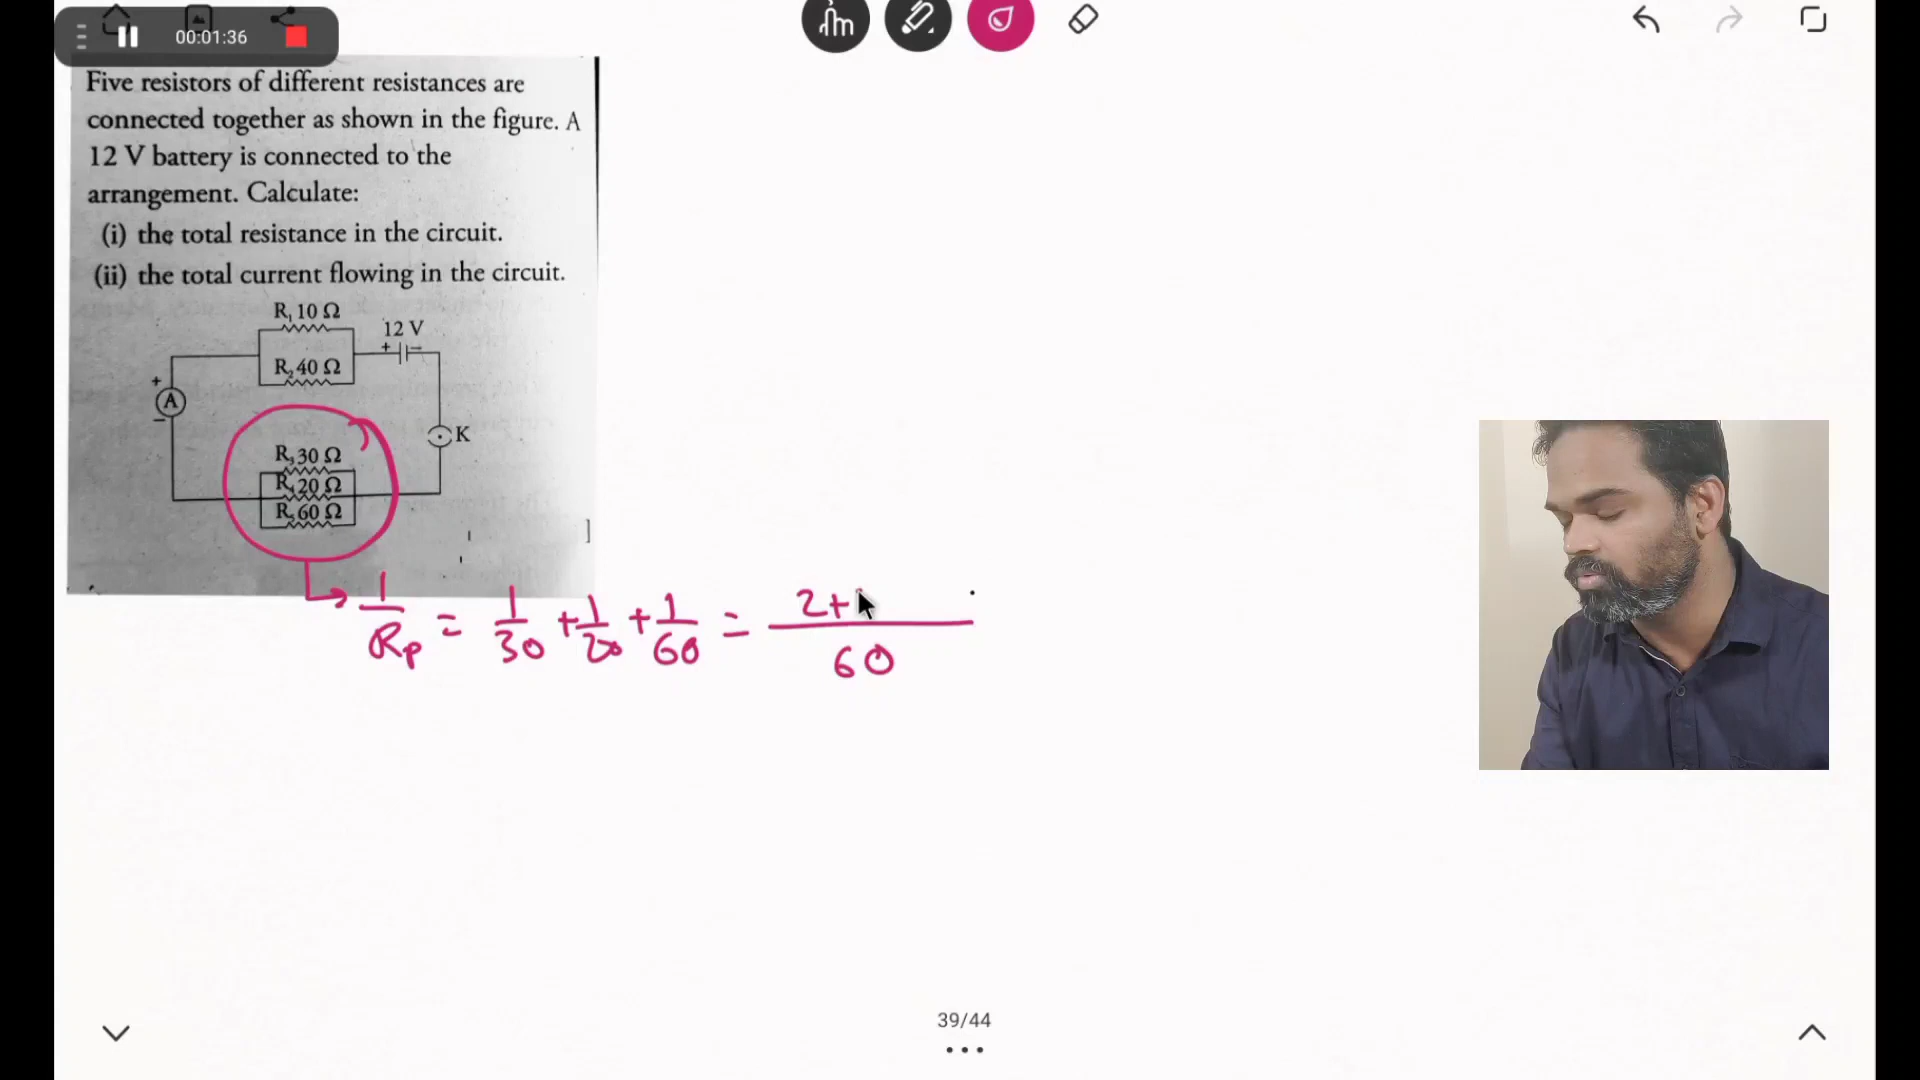 00:01:36
Five resistors of different resistances are
connected together as shown in the figure. A
12 V battery is connected to the
arrangement. Calculate:
(i) the total resistance in the circuit.
(ii) the total current flowing in the circuit.
R₁ 10 Ω
12 V
+ −
R₂ 40 Ω
+
A
−
K
R₃ 30 Ω
R₄ 20 Ω
R₅ 60 Ω
]
1/Rp = 1/30 + 1/20 + 1/60 = 2+ /60
39/44